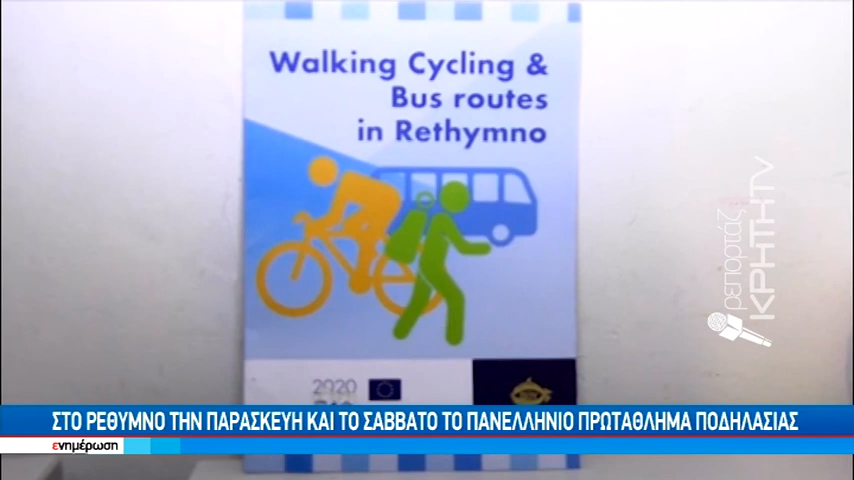 Walking Cycling &
Bus routes
in Rethymno
ρεπορτάζ
ΚΡΗΤΗ TV
2020
ΣΤΟ ΡΕΘΥΜΝΟ ΤΗΝ ΠΑΡΑΣΚΕΥΗ ΚΑΙ ΤΟ ΣΑΒΒΑΤΟ ΤΟ ΠΑΝΕΛΛΗΝΙΟ ΠΡΩΤΑΘΛΗΜΑ ΠΟΔΗΛΑΣΙΑΣ
ενημέρωση